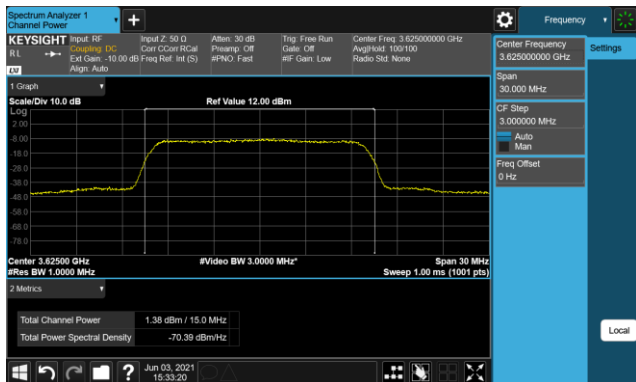 Spectrum Analyzer 1
Channel Power
+
Frequency
KEYSIGHT
RL
LXI
Input: RF
Coupling: DC
Ext Gain: -10.00 dB
Align: Auto
Input Z: 50 Ω
Corr CCorr RCal
Freq Ref: Int (S)
Atten: 30 dB
Preamp: Off
#PNO: Fast
Trig: Free Run
Gate: Off
#IF Gain: Low
Center Freq: 3.625000000 GHz
Avg|Hold: 100/100
Radio Std: None
Center Frequency
3.625000000 GHz
Settings
Span
30.000 MHz
CF Step
3.000000 MHz
Auto
Man
Freq Offset
0 Hz
Local
1 Graph
Scale/Div 10.0 dB
Ref Value 12.00 dBm
Log
2.00
-8.00
-18.0
-28.0
-38.0
-48.0
-58.0
-68.0
-78.0
Center 3.62500 GHz
#Video BW 3.0000 MHz*
Span 30 MHz
#Res BW 1.0000 MHz
Sweep 1.00 ms (1001 pts)
2 Metrics
Total Channel Power 1.38 dBm / 15.0 MHz
Total Power Spectral Density -70.39 dBm/Hz
?
Jun 03, 2021
15:33:20